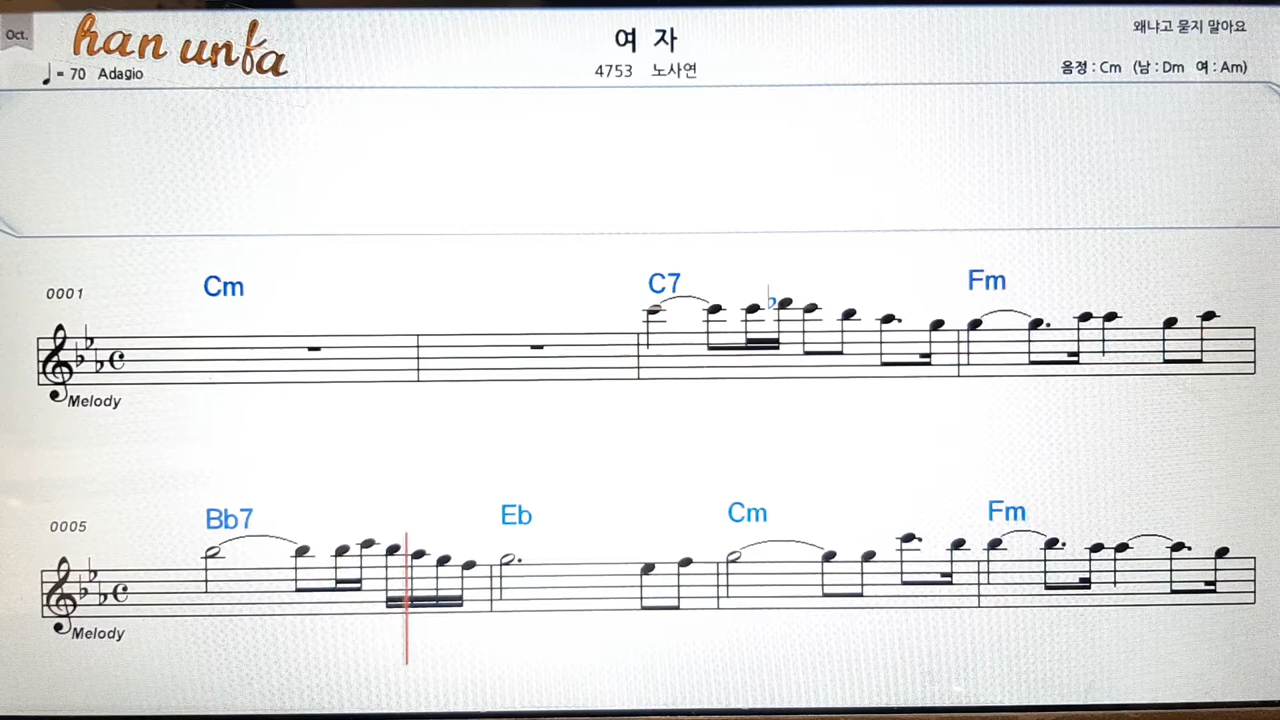 Oct.
han unfa
= 70 Adagio
여 자
4753 노사연
왜냐고 묻지 말아요
음정 : Cm (남 : Dm 여 : Am)
0001
Cm
C7
Fm
Melody
0005
Bb7
Eb
Cm
Fm
Melody